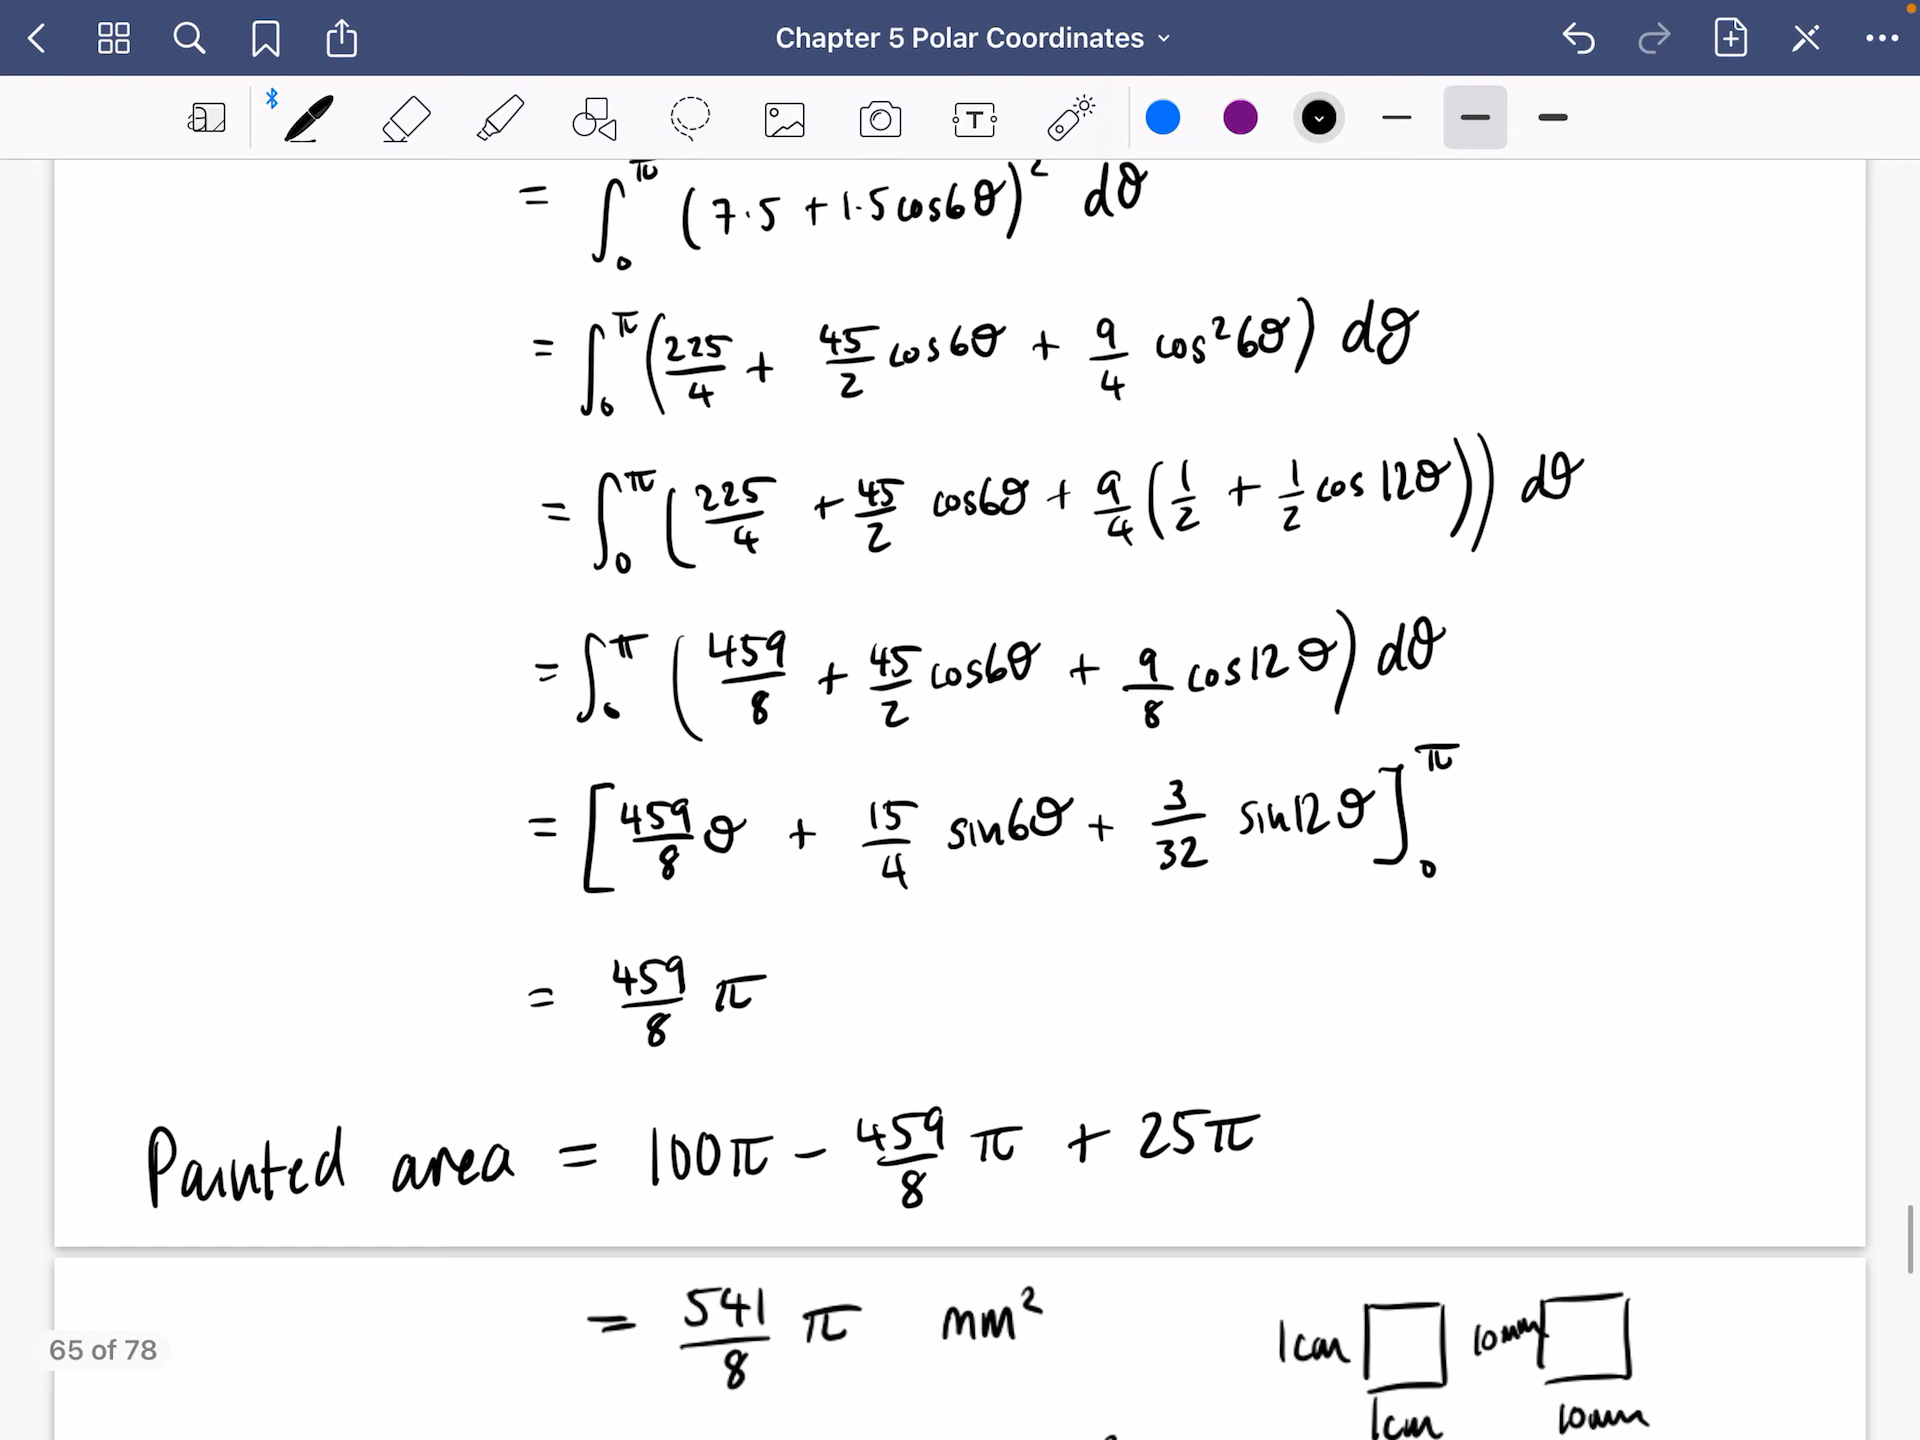 Chapter 5 Polar Coordinates
= ∫₀^π (7.5 + 1.5cos6θ)² dθ
= ∫₀^π (225/4 + 45/2 cos6θ + 9/4 cos²6θ) dθ
= ∫₀^π (225/4 + 45/2 cos6θ + 9/4 (1/2 + 1/2 cos 12θ)) dθ
= ∫₀^π (459/8 + 45/2 cos6θ + 9/8 cos12θ) dθ
= [459/8 θ + 15/4 sin6θ + 3/32 sin12θ]₀^π
= 459/8 π
Painted area = 100π − 459/8 π + 25π
= 541/8 π mm²
1cm
10mm
1cm
10mm
65 of 78